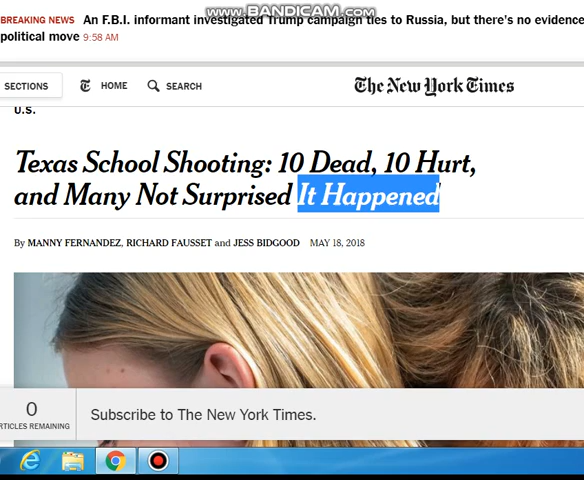 www.BANDICAM.com
BREAKING NEWS An F.B.I. informant investigated Trump campaign ties to Russia, but there's no evidence
political move 9:58 AM
SECTIONS HOME SEARCH The New York Times
U.S.
Texas School Shooting: 10 Dead, 10 Hurt,
and Many Not Surprised It Happened
By MANNY FERNANDEZ, RICHARD FAUSSET and JESS BIDGOOD MAY 18, 2018
0
RTICLES REMAINING
Subscribe to The New York Times.